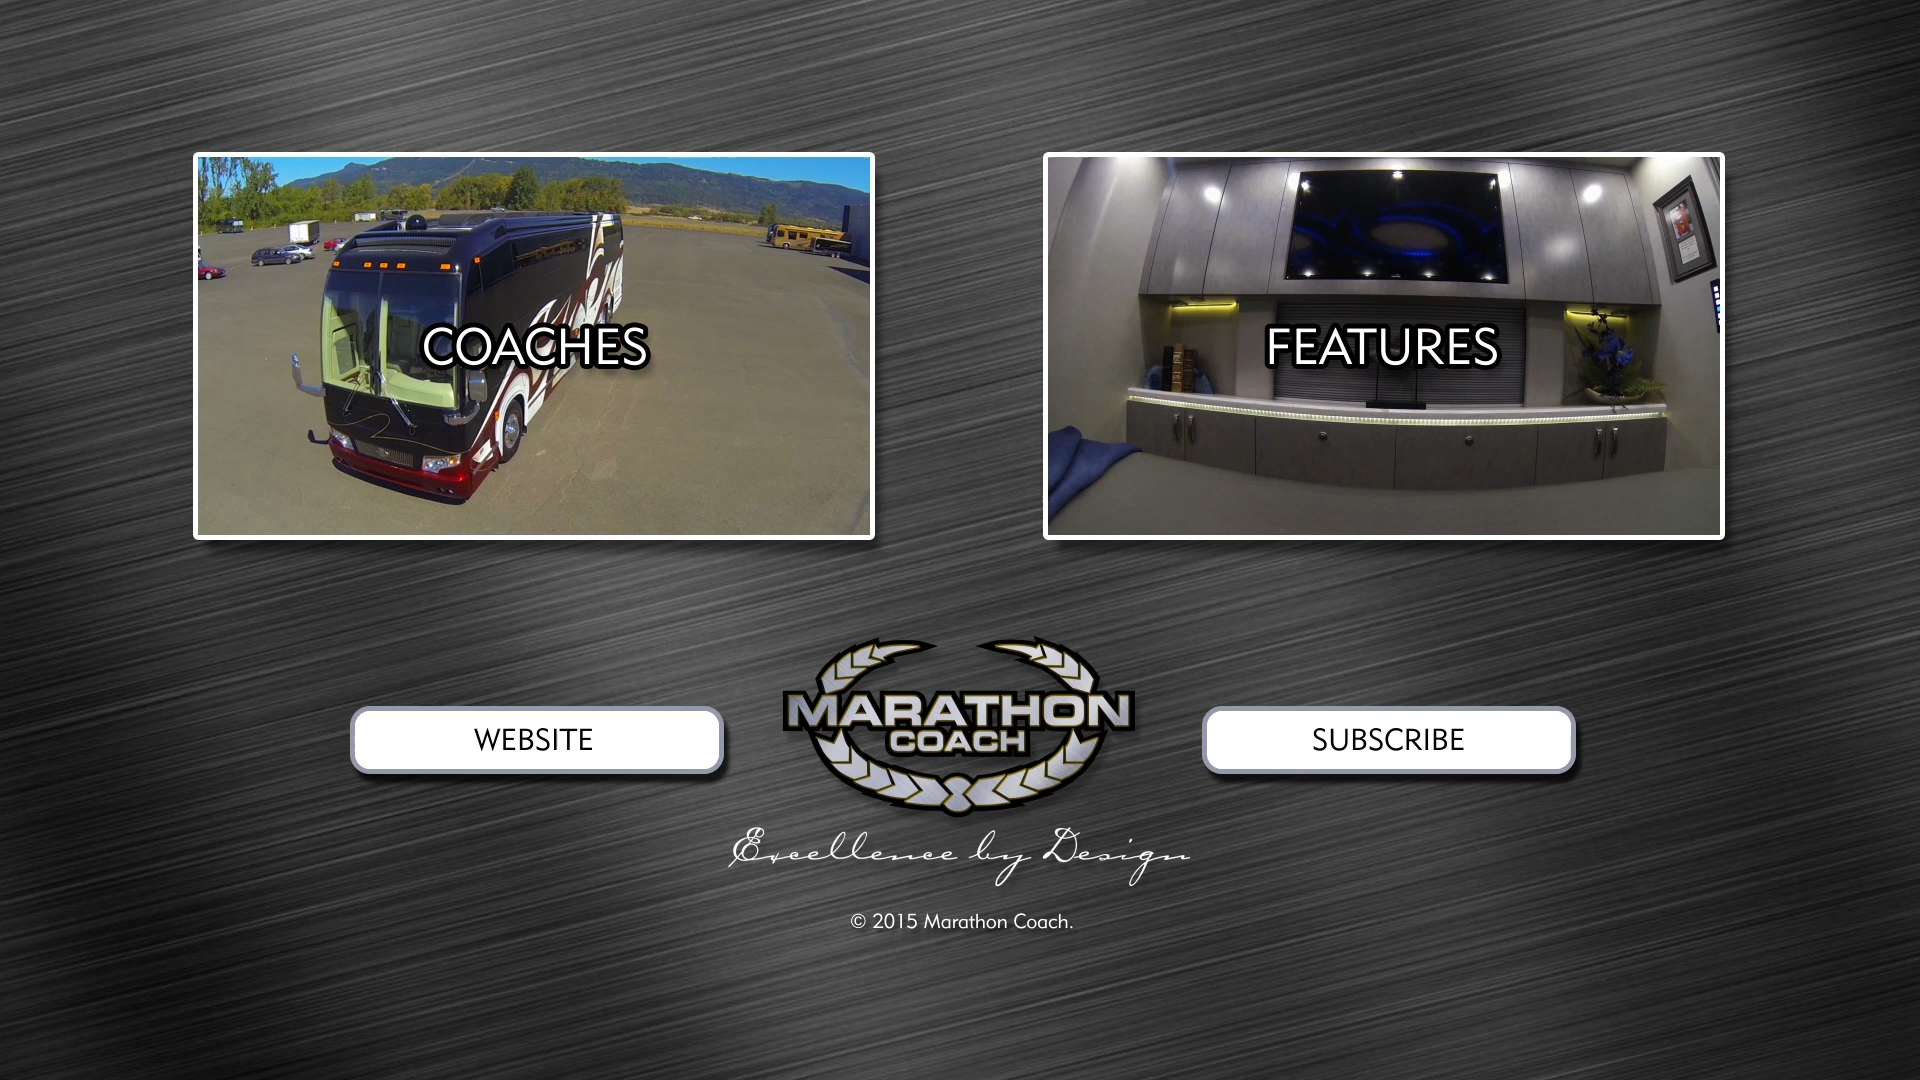 COACHES
FEATURES
MARATHON
COACH
WEBSITE
SUBSCRIBE
Excellence by Design
© 2015 Marathon Coach.